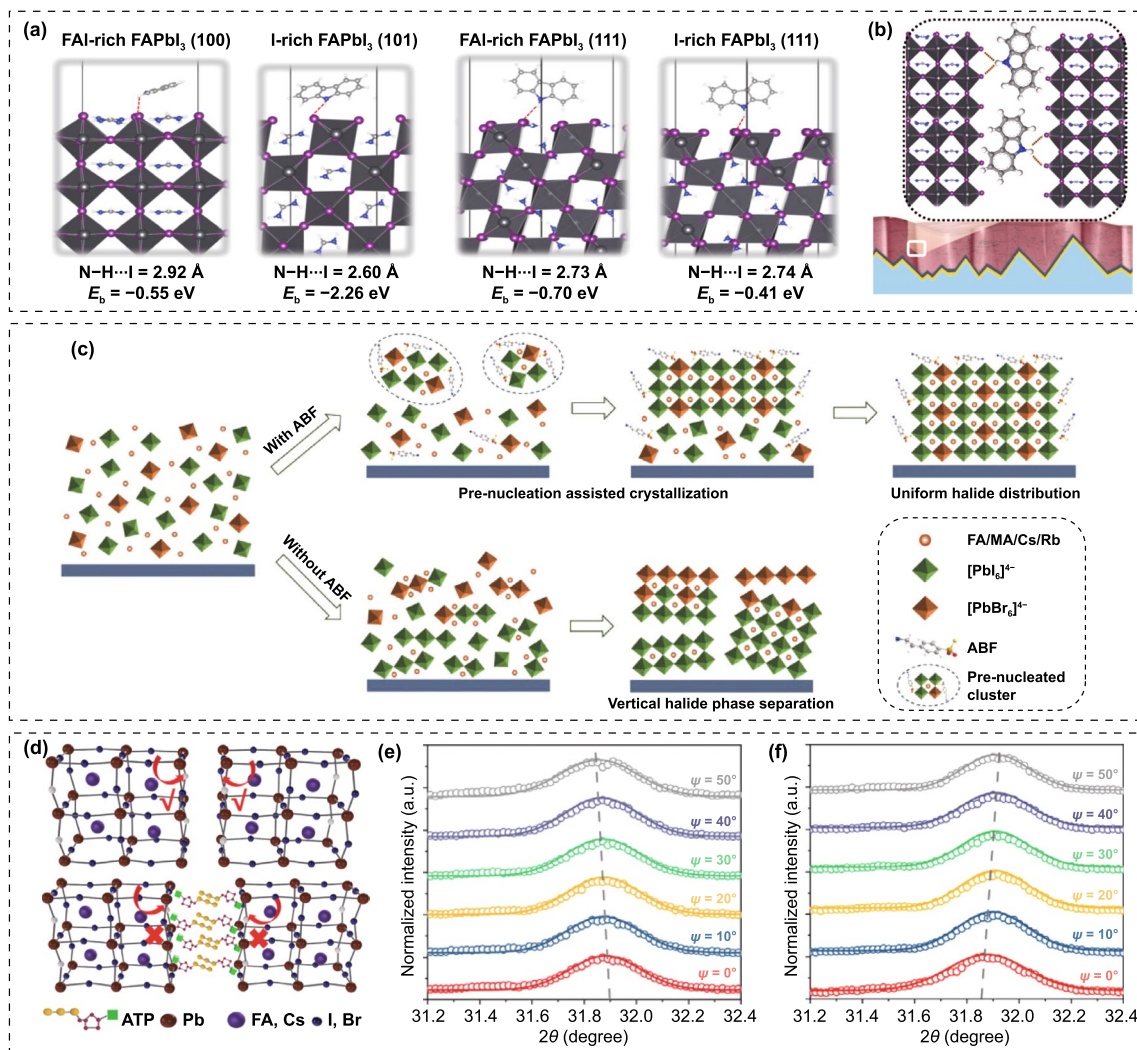 (a)
FAI-rich FAPbI₃ (100)
I-rich FAPbI₃ (101)
FAI-rich FAPbI₃ (111)
I-rich FAPbI₃ (111)
N−H···I = 2.92 Å
E_b = −0.55 eV
N−H···I = 2.60 Å
E_b = −2.26 eV
N−H···I = 2.73 Å
E_b = −0.70 eV
N−H···I = 2.74 Å
E_b = −0.41 eV
(b)
(c)
With ABF
Without ABF
Pre-nucleation assisted crystallization
Uniform halide distribution
Vertical halide phase separation
FA/MA/Cs/Rb
[PbI₆]⁴⁻
[PbBr₆]⁴⁻
ABF
Pre-nucleated
cluster
(d)
ATP
Pb
FA, Cs
I, Br
(e)
Normalized intensity (a.u.)
ψ = 50°
ψ = 40°
ψ = 30°
ψ = 20°
ψ = 10°
ψ = 0°
31.2 31.4 31.6 31.8 32.0 32.2 32.4
2θ (degree)
(f)
Normalized intensity (a.u.)
ψ = 50°
ψ = 40°
ψ = 30°
ψ = 20°
ψ = 10°
ψ = 0°
31.2 31.4 31.6 31.8 32.0 32.2 32.4
2θ (degree)